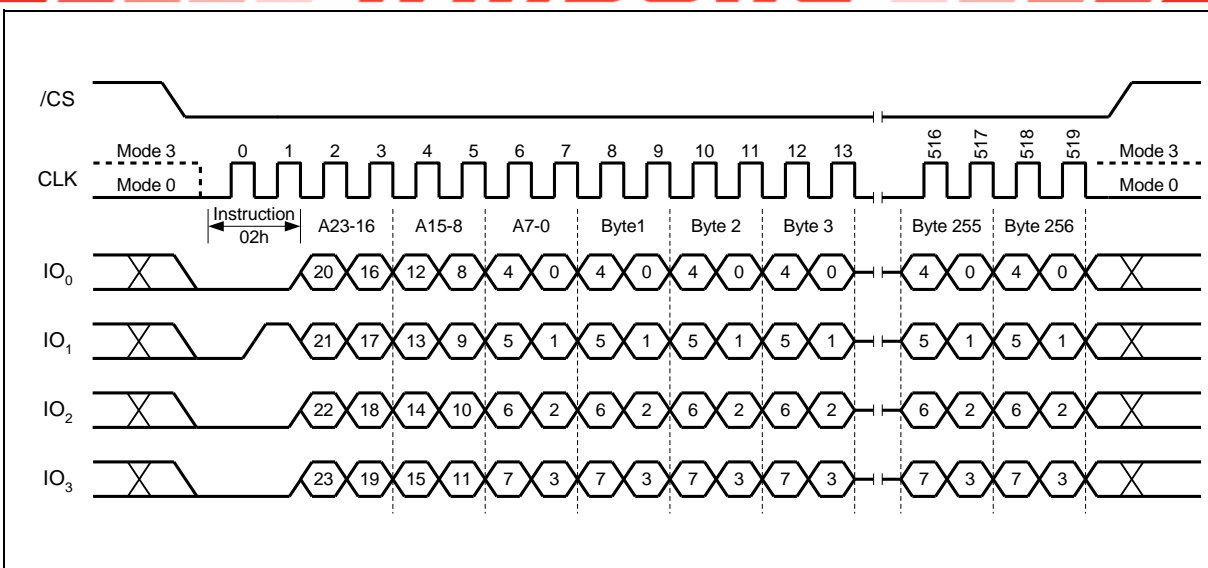 /CS
516 517 518 519
Mode 3 0 1 2 3 4 5 6 7 8 9 10 11 12 13 Mode 3
CLK
Mode 0 Mode 0
Instruction
02h A23-16 A15-8 A7-0 Byte1 Byte 2 Byte 3 Byte 255 Byte 256
IO0 20 16 12 8 4 0 4 0 4 0 4 0 4 0 4 0
IO1 21 17 13 9 5 1 5 1 5 1 5 1 5 1 5 1
IO2 22 18 14 10 6 2 6 2 6 2 6 2 6 2 6 2
IO3 23 19 15 11 7 3 7 3 7 3 7 3 7 3 7 3